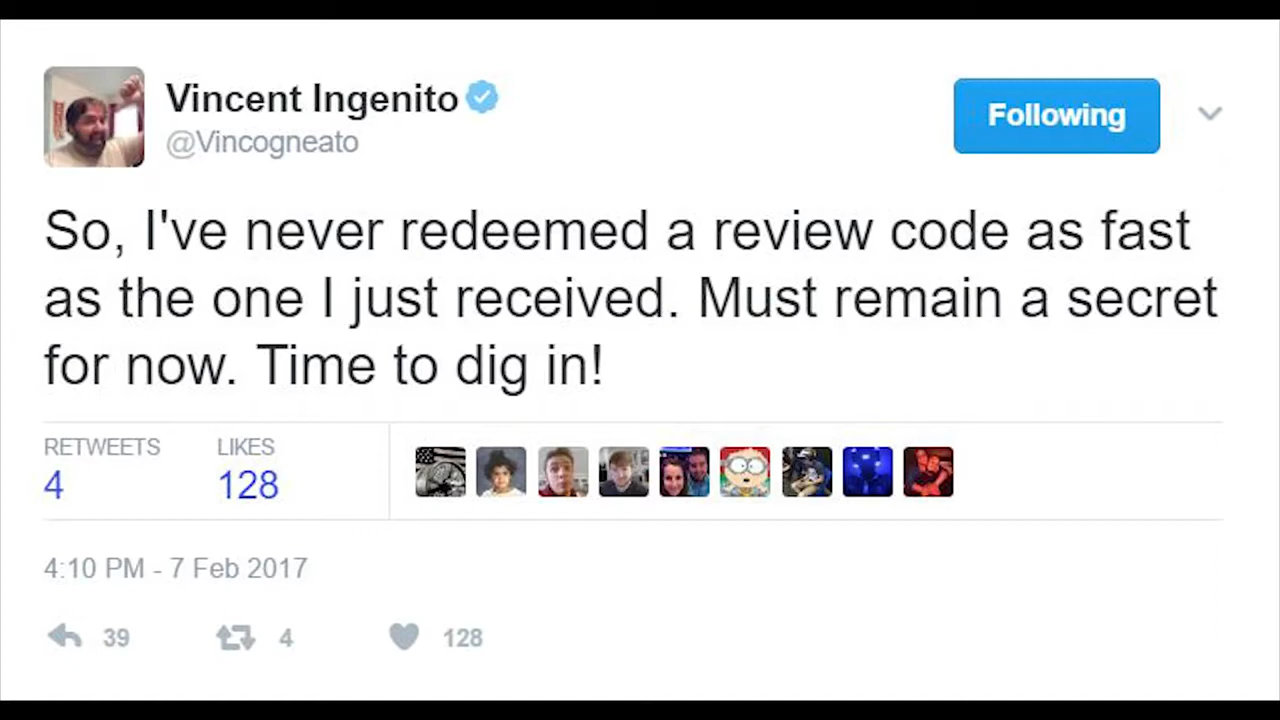 Vincent Ingenito
@Vincogneato
Following
So, I've never redeemed a review code as fast
as the one I just received. Must remain a secret
for now. Time to dig in!
RETWEETS LIKES
4 128
4:10 PM - 7 Feb 2017
39 4 128